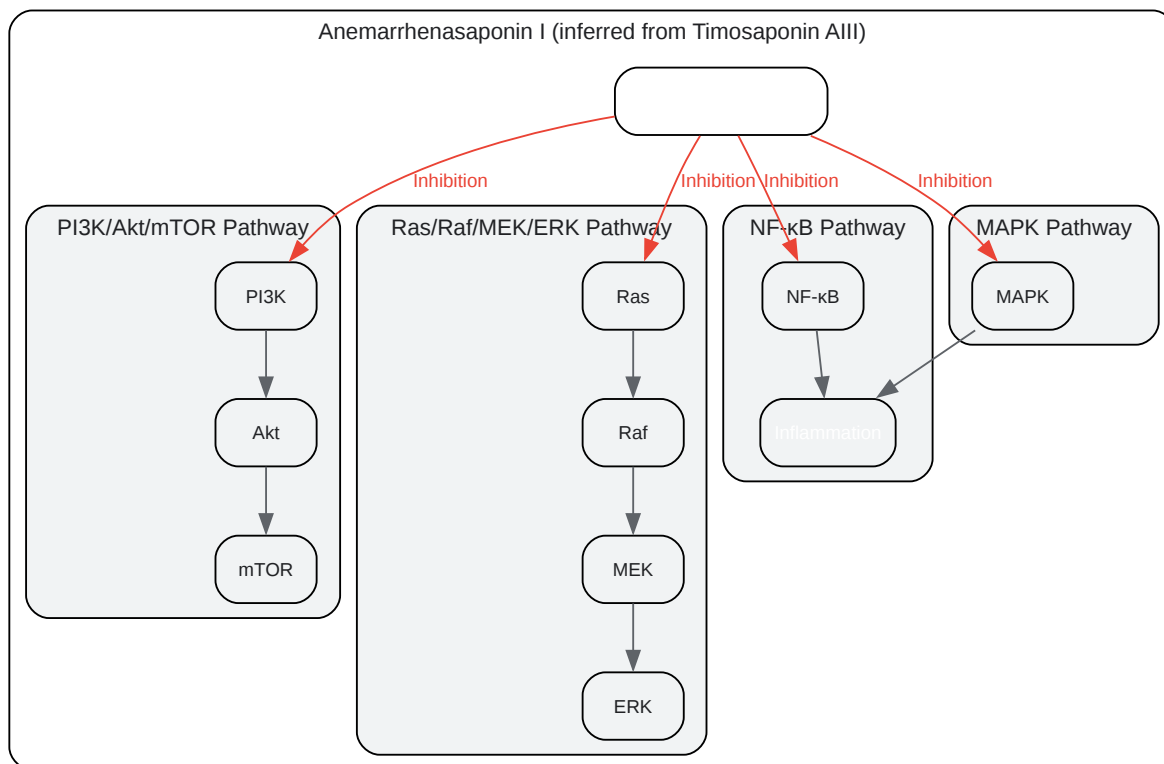 Anemarrhenasaponin I (inferred from Timosaponin AIII)
Inhibition
Inhibition
Inhibition
Inhibition
PI3K/Akt/mTOR Pathway
Ras/Raf/MEK/ERK Pathway
NF-κB Pathway
MAPK Pathway
PI3K
Ras
NF-κB
MAPK
Akt
Raf
Inflammation
mTOR
MEK
ERK